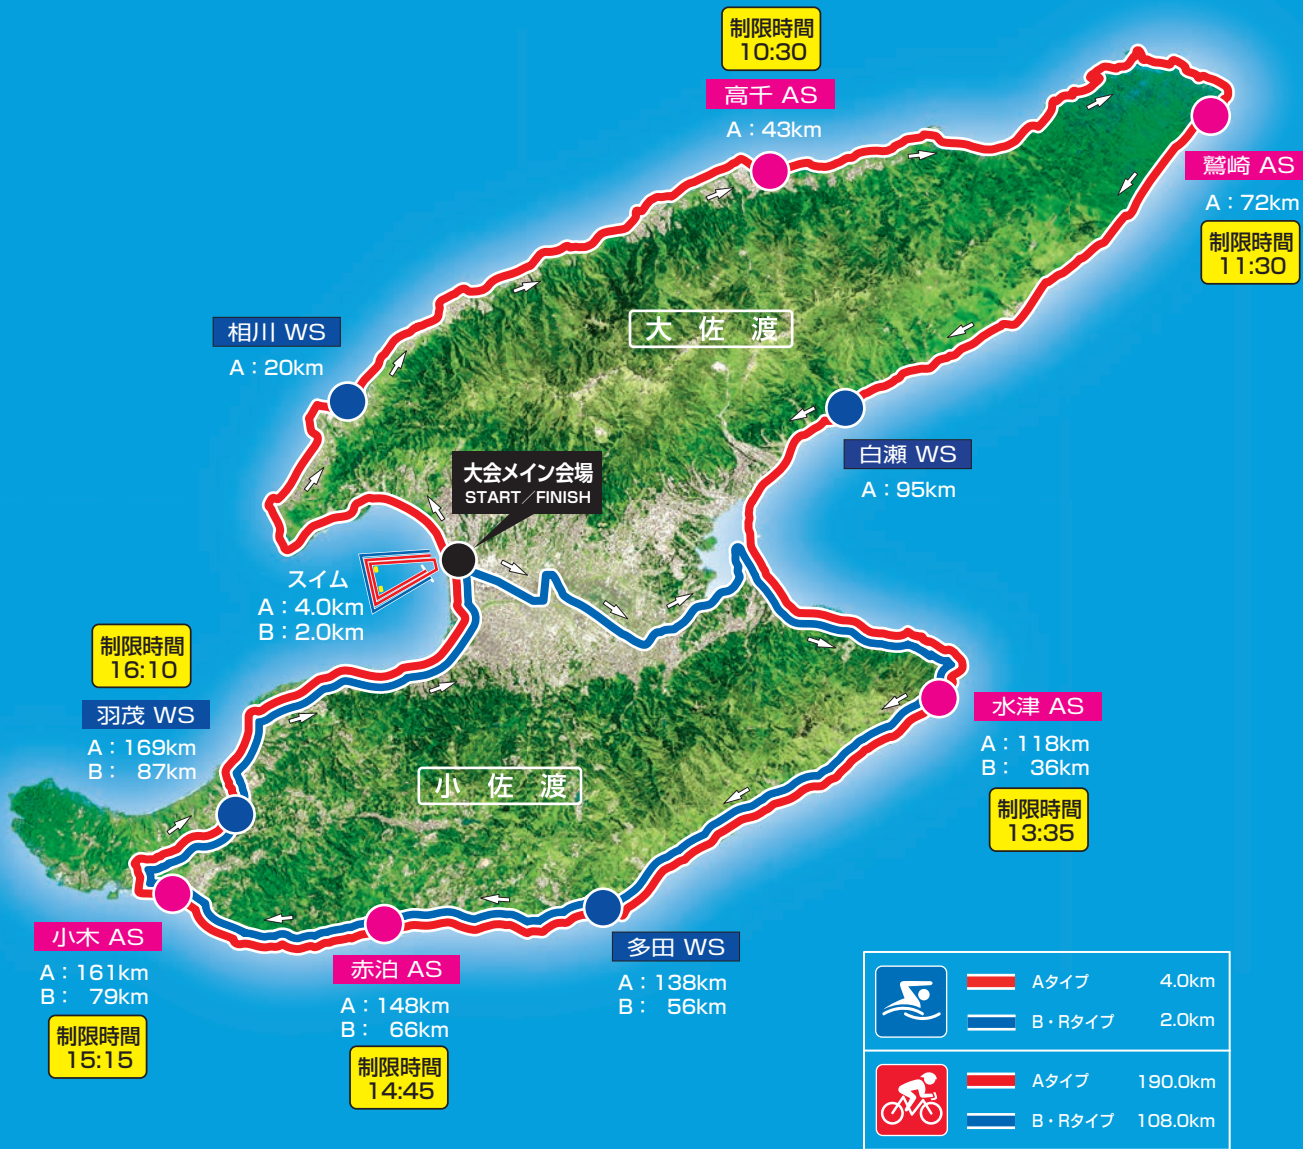 制限時間
10:30
高千 AS
A：43km
鷲崎 AS
A：72km
制限時間
11:30
大佐渡
相川 WS
A：20km
白瀬 WS
A：95km
大会メイン会場
START／FINISH
スイム
A：4.0km
B：2.0km
制限時間
16:10
羽茂 WS
A：169km
B： 87km
水津 AS
A：118km
B： 36km
制限時間
13:35
小佐渡
小木 AS
A：161km
B： 79km
制限時間
15:15
赤泊 AS
A：148km
B： 66km
制限時間
14:45
多田 WS
A：138km
B： 56km
Aタイプ 4.0km
B・Rタイプ 2.0km
Aタイプ 190.0km
B・Rタイプ 108.0km